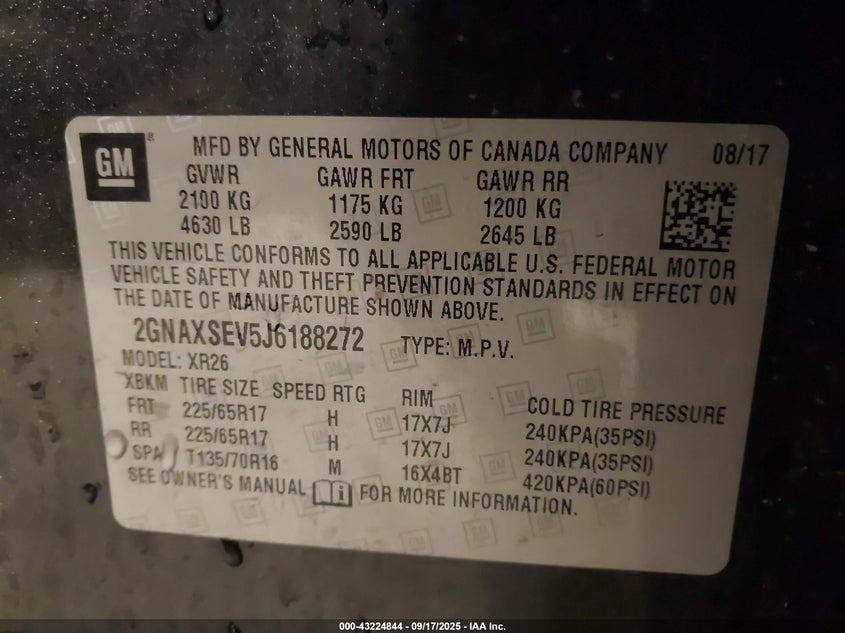 GM ® MFD BY GENERAL MOTORS OF CANADA COMPANY 08/17
GVWR GAWR FRT GAWR RR
2100 KG 1175 KG 1200 KG
4630 LB 2590 LB 2645 LB
THIS VEHICLE CONFORMS TO ALL APPLICABLE U.S. FEDERAL MOTOR
VEHICLE SAFETY AND THEFT PREVENTION STANDARDS IN EFFECT ON
THE DATE OF MANUFACTURE SHOWN ABOVE.
2GNAXSEV5J6188272 TYPE: M.P.V.
MODEL: XR26
XBKM TIRE SIZE SPEED RTG RIM COLD TIRE PRESSURE
FRT 225/65R17 H 17X7J 240KPA(35PSI)
RR 225/65R17 H 17X7J 240KPA(35PSI)
SPA T135/70R16 M 16X4BT 420KPA(60PSI)
SEE OWNER'S MANUAL FOR MORE INFORMATION.
000-43224844 - 09/17/2025 - IAA Inc.